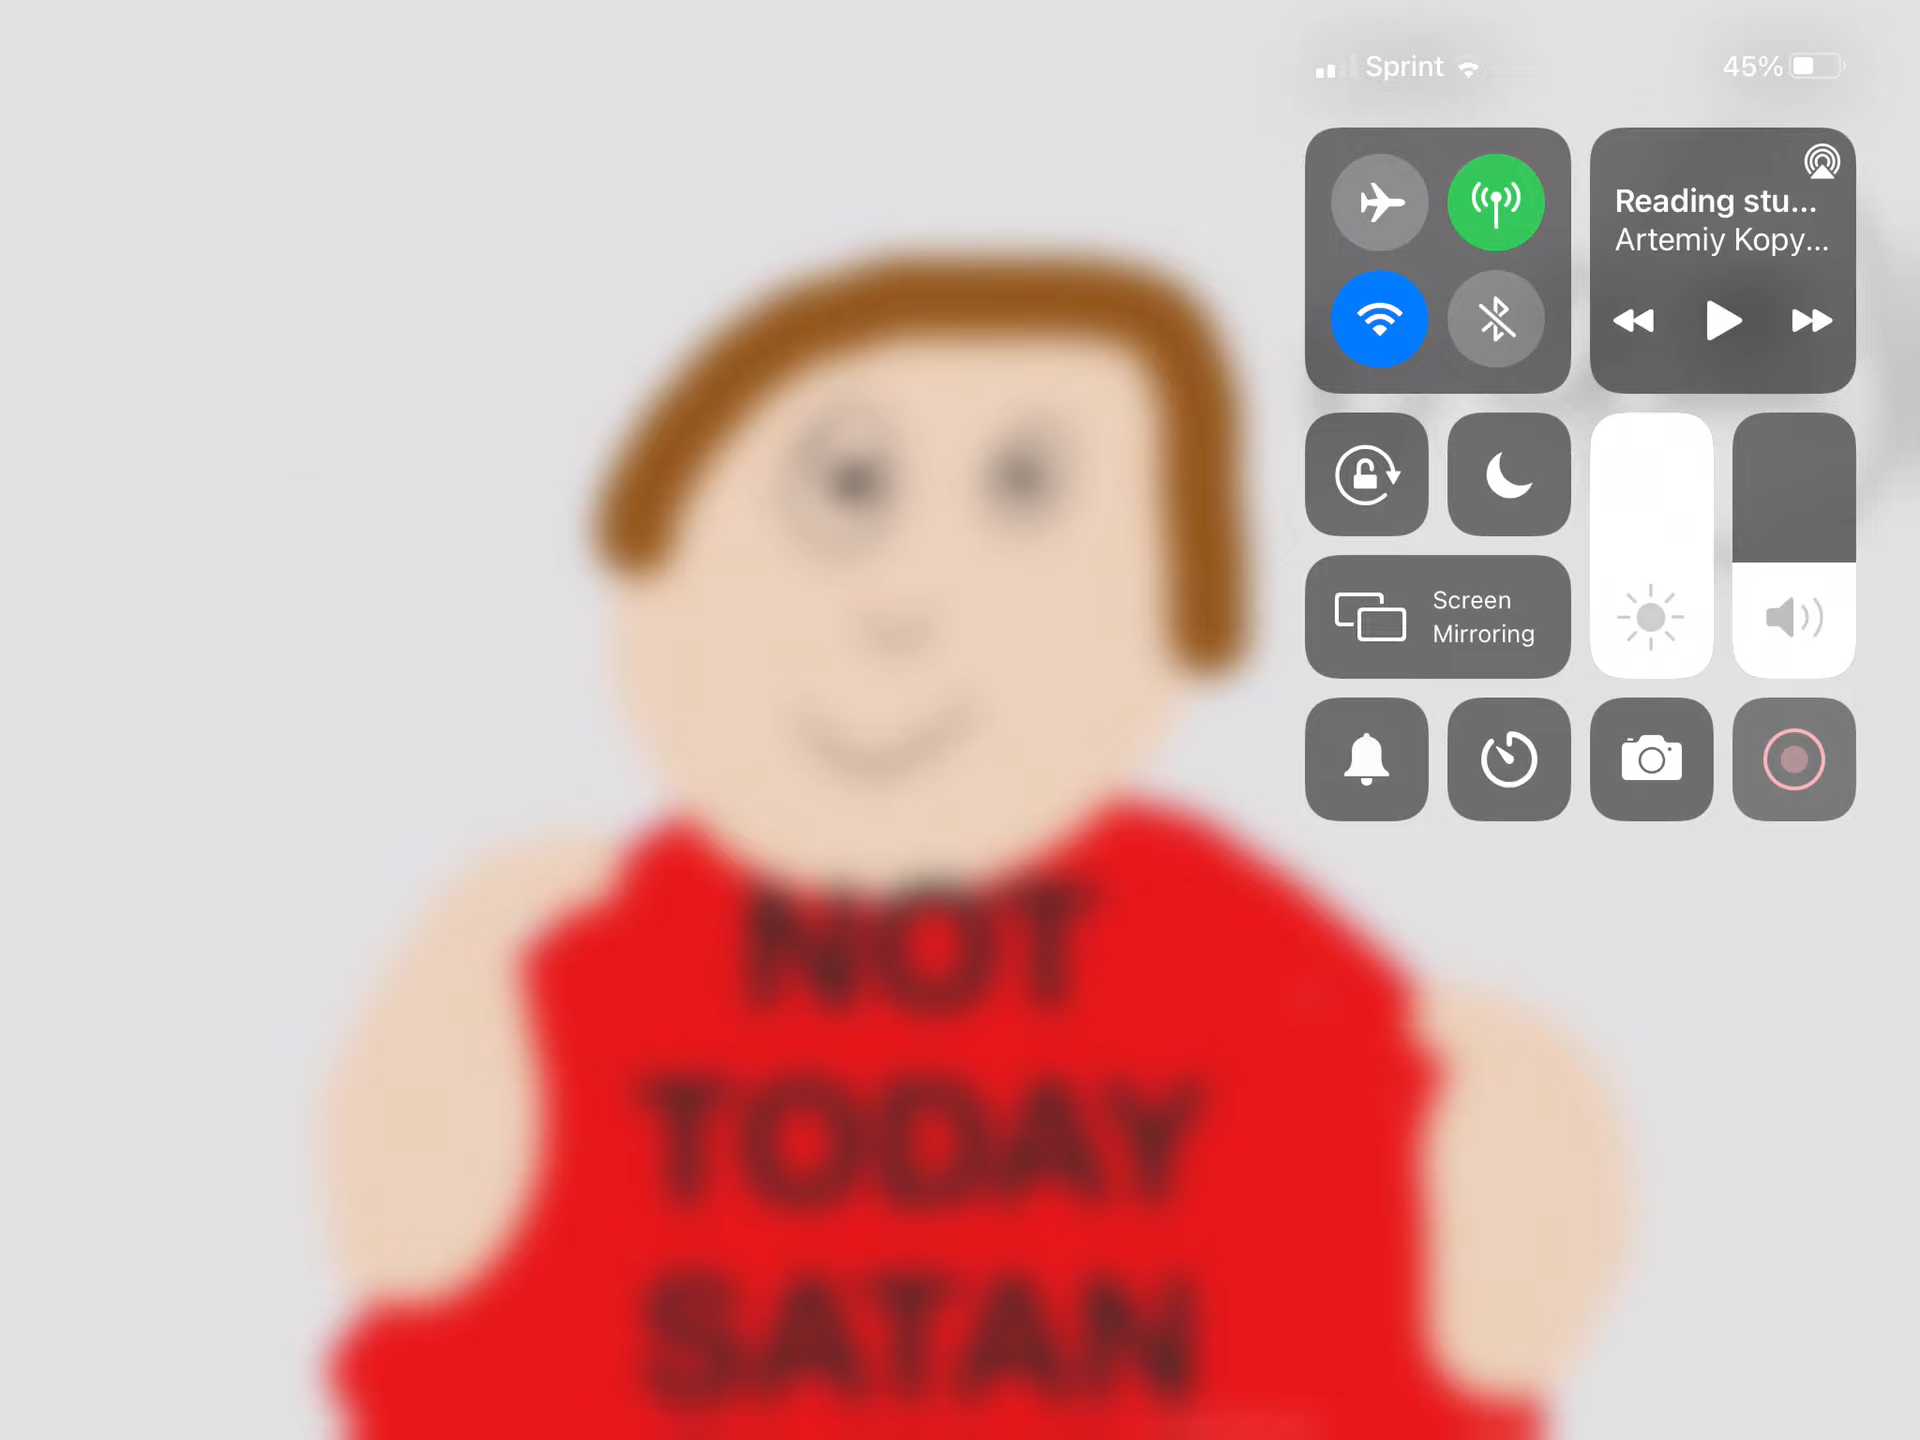 Sprint 45%
Reading stu...
Artemiy Kopy...
Screen
Mirroring
NOT
TODAY
SATAN